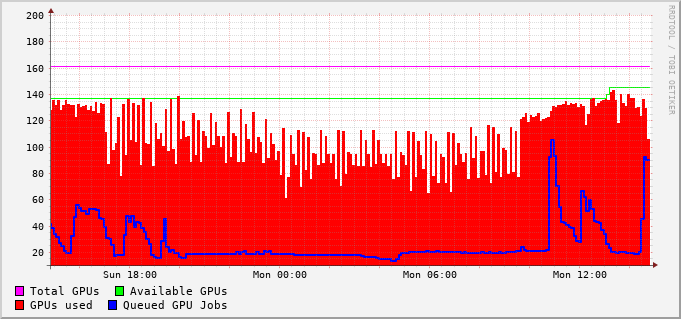 RRDTOOL / TOBI OETIKER
200
180
160
140
120
100
80
60
40
20
Sun 18:00 Mon 00:00 Mon 06:00 Mon 12:00
Total GPUs Available GPUs
GPUs used Queued GPU Jobs